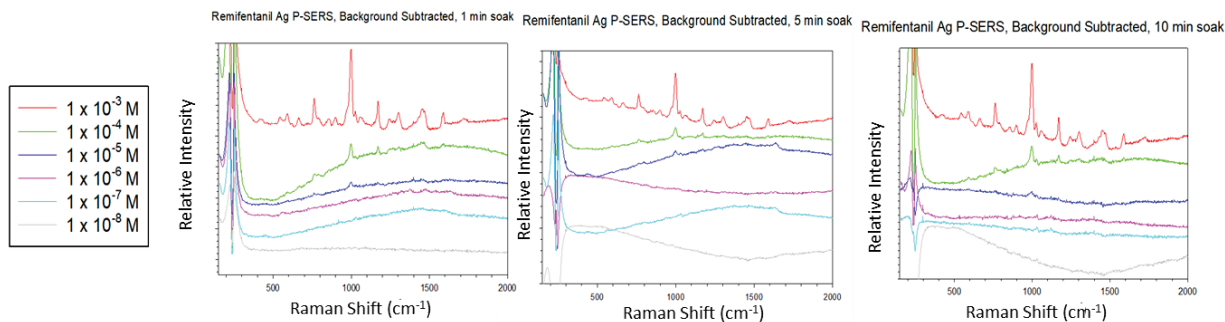 Remifentanil Ag P-SERS, Background Subtracted, 1 min soak
Remifentanil Ag P-SERS, Background Subtracted, 5 min soak
Remifentanil Ag P-SERS, Background Subtracted, 10 min soak
1 x 10⁻³ M
1 x 10⁻⁴ M
1 x 10⁻⁵ M
1 x 10⁻⁶ M
1 x 10⁻⁷ M
1 x 10⁻⁸ M
Relative Intensity
500 1000 1500 2000
Raman Shift (cm⁻¹)
Relative Intensity
500 1000 1500 2000
Raman Shift (cm⁻¹)
Relative Intensity
500 1000 1500 2000
Raman Shift (cm⁻¹)